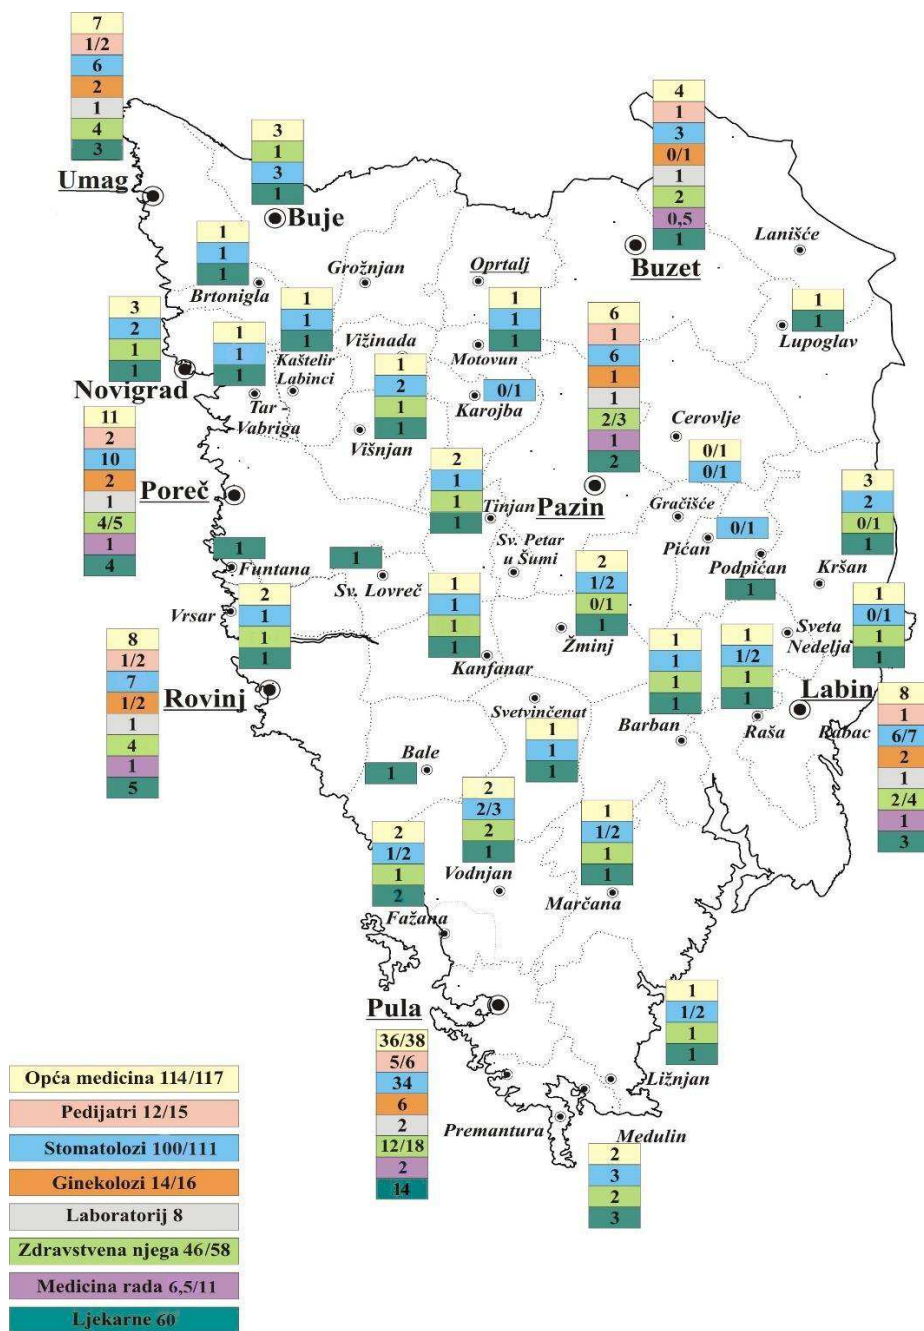 7
1/2
6
2
1
4
3
Umag
3
1
3
1
Buje
4
1
3
0/1
1
2
0,5
1
Buzet
Lanišće
1
1
1
Brtonigla
Grožnjan
Oprtalj
1
1
Lupoglav
3
2
1
1
Novigrad
1
1
1
Tar -
Vabriga
1
1
1
Kaštelir
Labinci
Vižinada
1
2
1
1
Višnjan
1
1
1
Motovun
0/1
Karojba
6
1
6
1
1
2/3
1
2
Pazin
Cerovlje
0/1
0/1
Gračišće
11
2
10
2
1
4/5
1
4
Poreč
2
1
1
1
Tinjan
Sv. Petar
u Šumi
0/1
Pićan
Podpićan
1
3
2
0/1
1
Kršan
1
Funtana
1
Sv. Lovreč
Vrsar
2
1
1
1
1
1
1
1
Kanfanar
2
1/2
0/1
1
Žminj
1
0/1
1
1
Sveta
Nedelja
8
1/2
7
1/2
1
4
1
5
Rovinj
1
1
1
1
Barban
1
1/2
1
1
Raša
Labin
Rabac
8
1
6/7
2
1
2/4
1
3
Svetvinčenat
1
1
1
Bale
1
2
2/3
2
1
Vodnjan
1
1/2
1
1
Marčana
2
1/2
1
2
Fažana
Pula
36/38
5/6
34
6
2
12/18
2
14
1
1/2
1
1
Ližnjan
Premantura
Medulin
2
3
2
3
Opća medicina 114/117
Pedijatri 12/15
Stomatolozi 100/111
Ginekolozi 14/16
Laboratorij 8
Zdravstvena njega 46/58
Medicina rada 6,5/11
Ljekarne 60